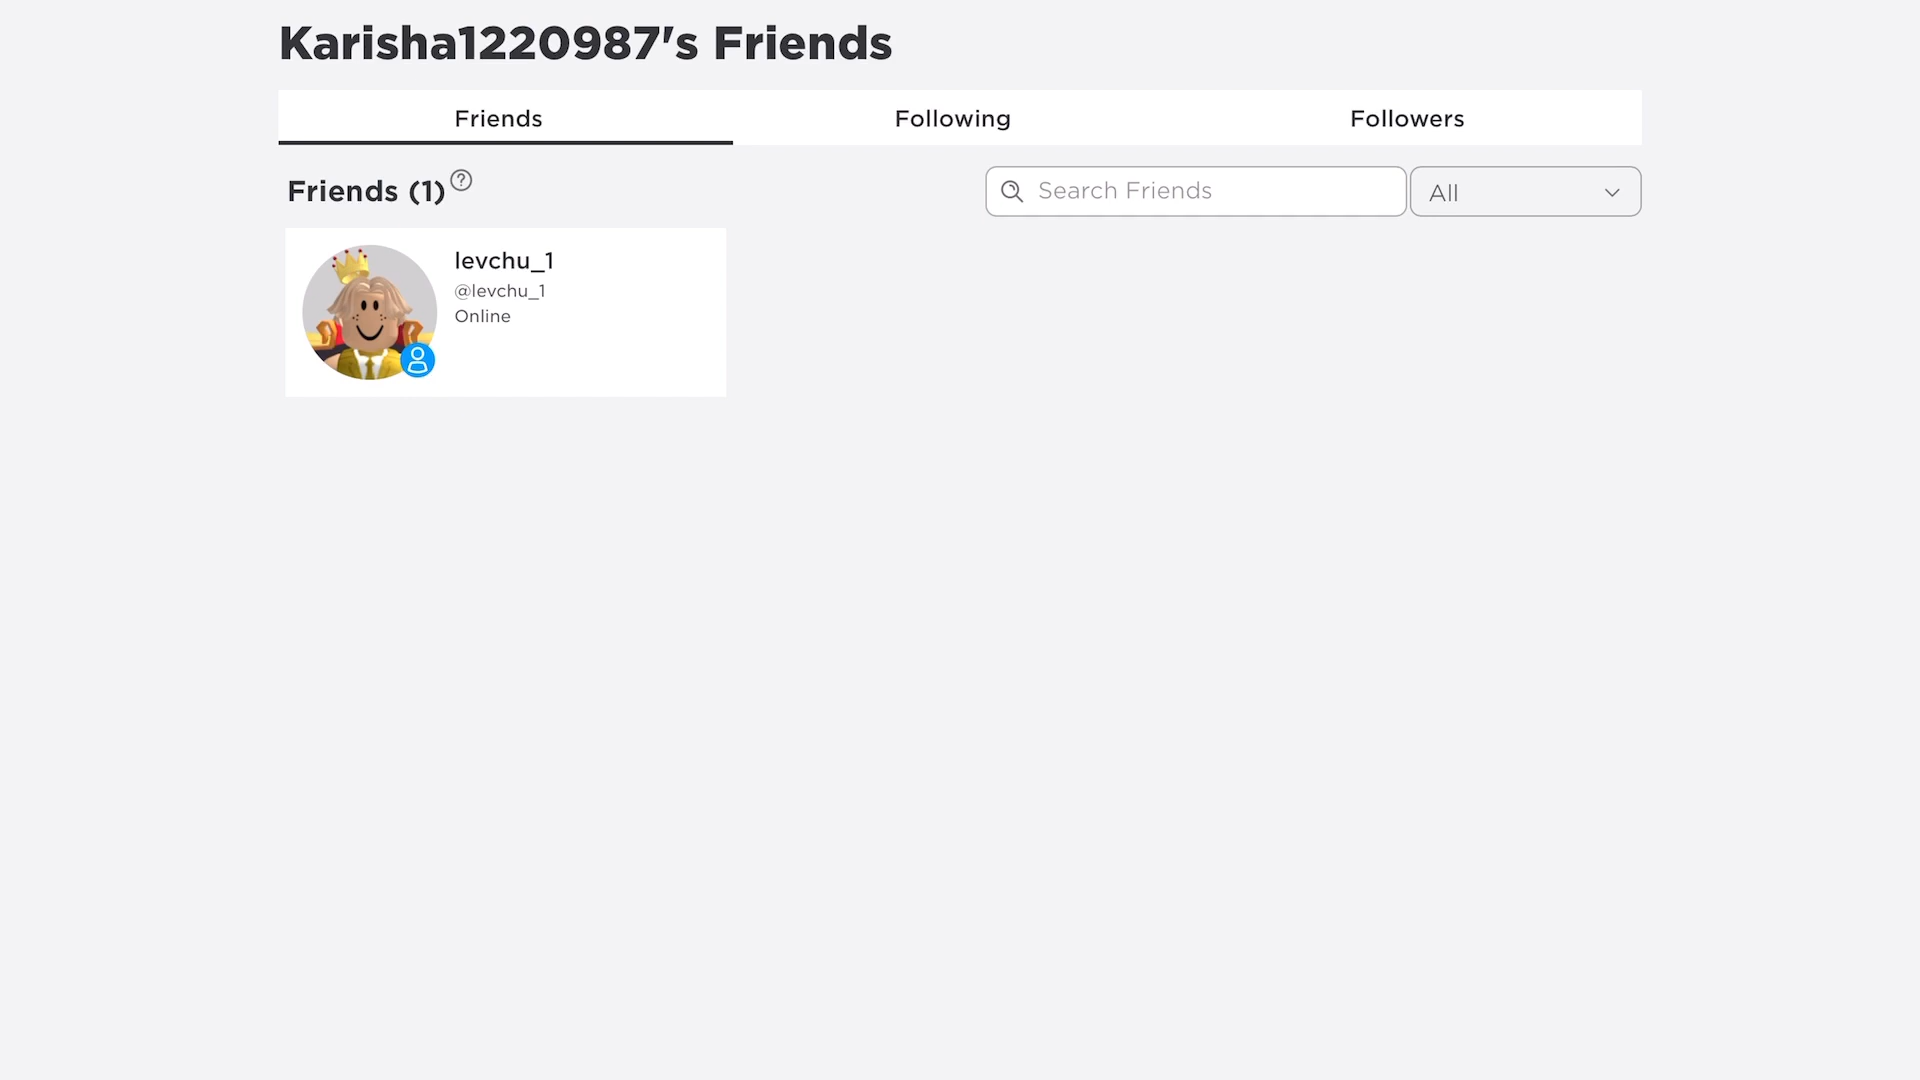 Karisha1220987's Friends
Friends
Following
Followers
Friends (1) ?
Search Friends
All
levchu_1
@levchu_1
Online